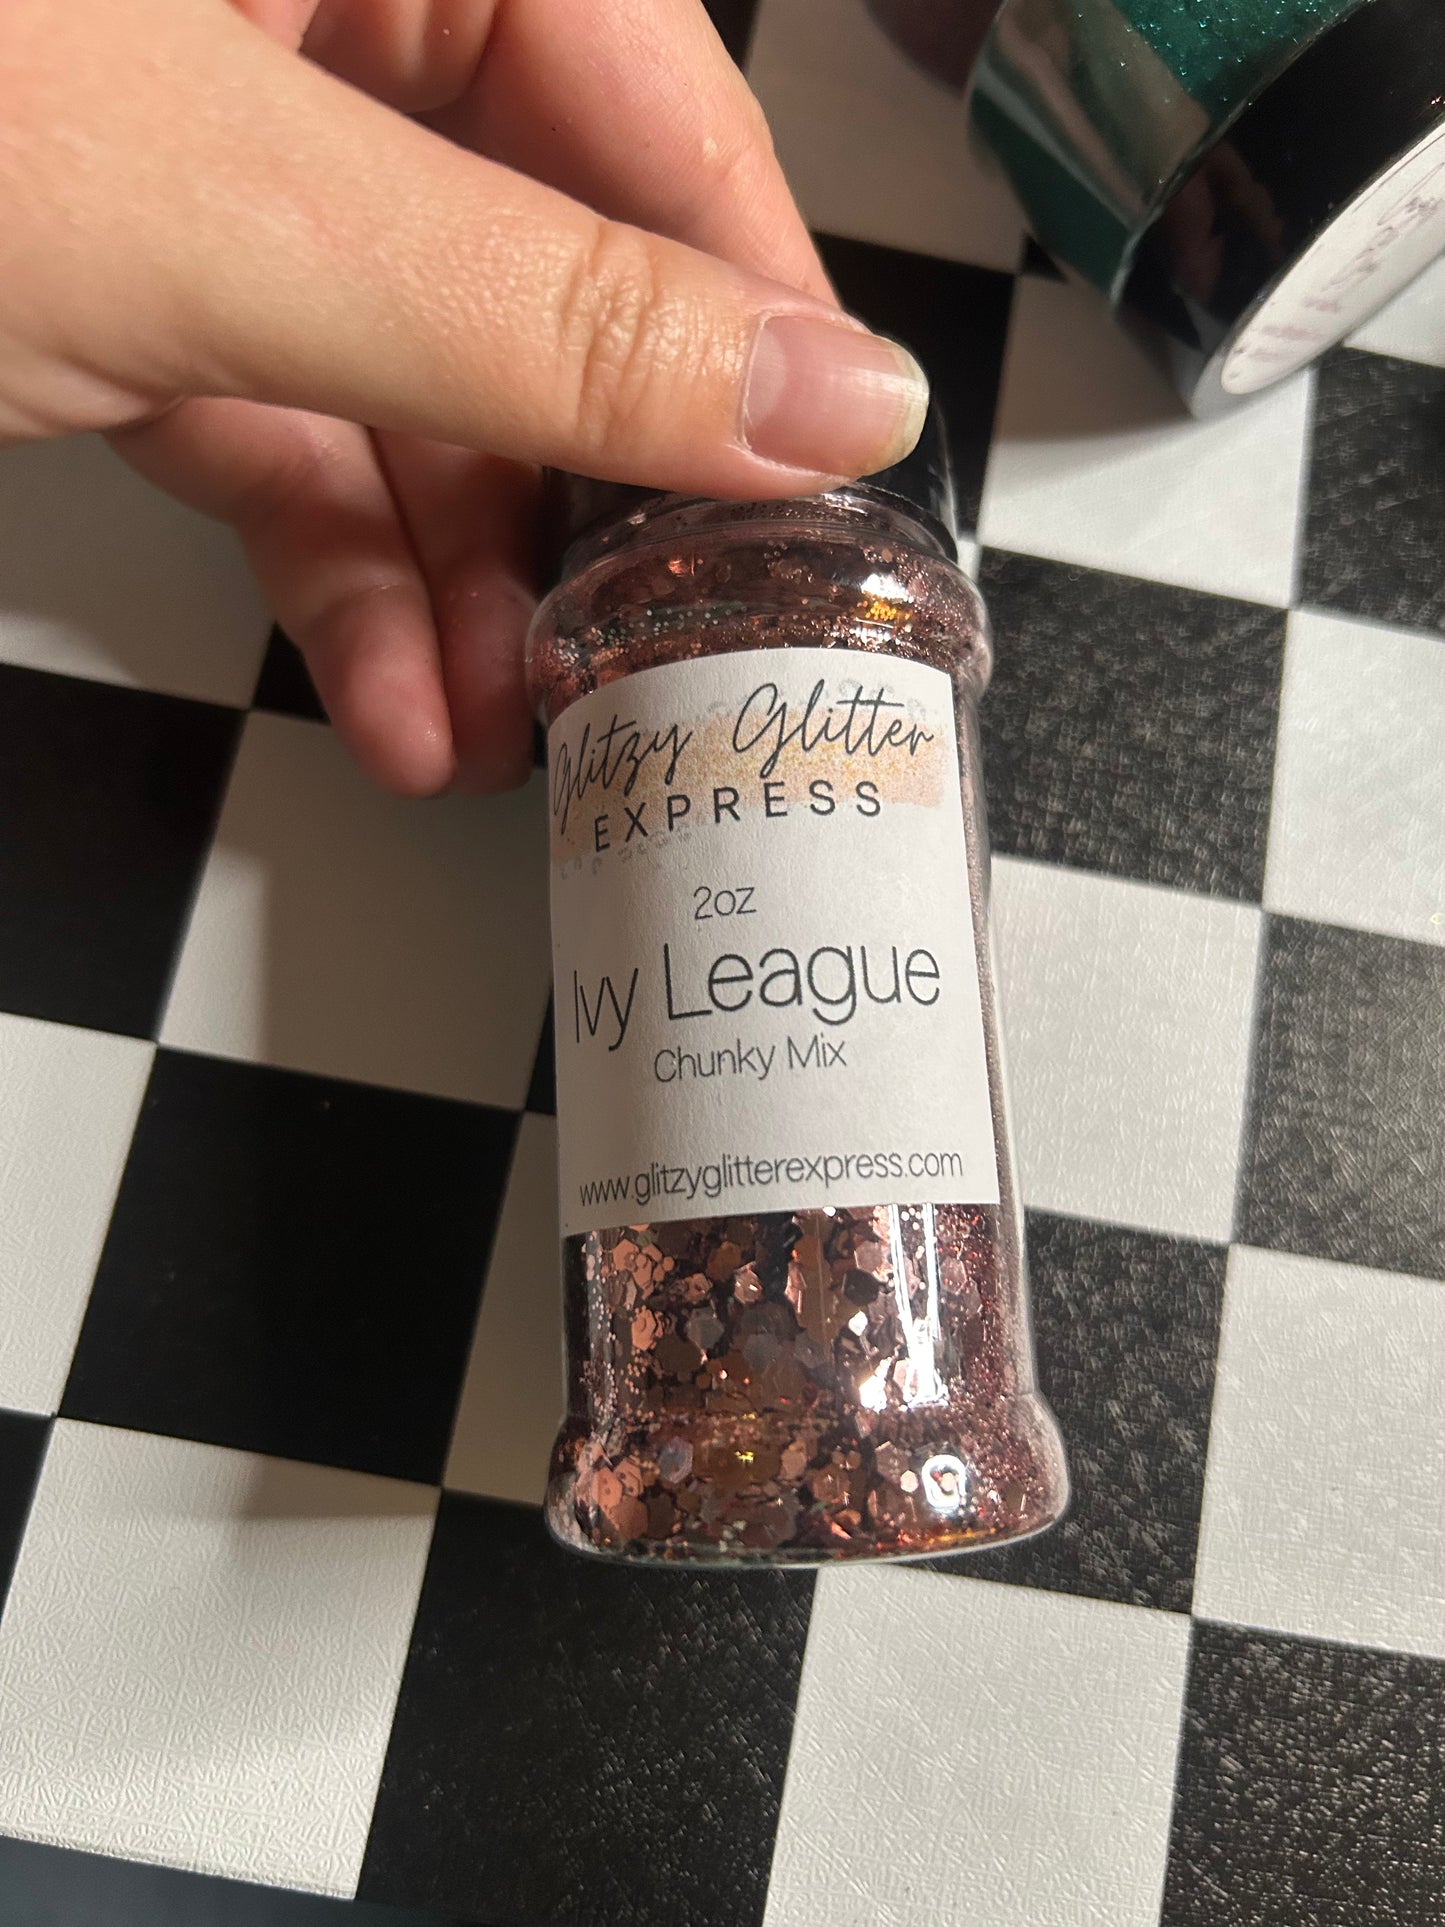 Glitzy Glitter
EXPRESS
2oz
Ivy League
Chunky Mix
www.glitzyglitterexpress.com